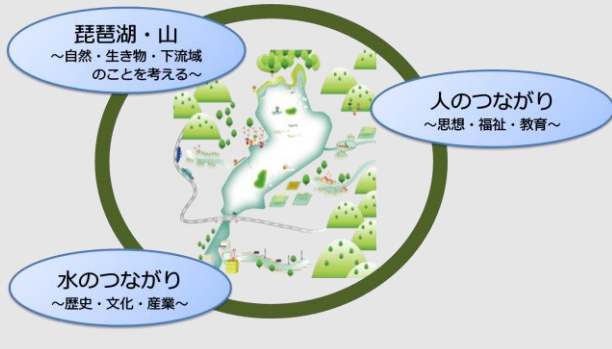 琵琶湖・山
～自然・生き物・下流域
のことを考える～
人のつながり
～思想・福祉・教育～
水のつながり
～歴史・文化・産業～